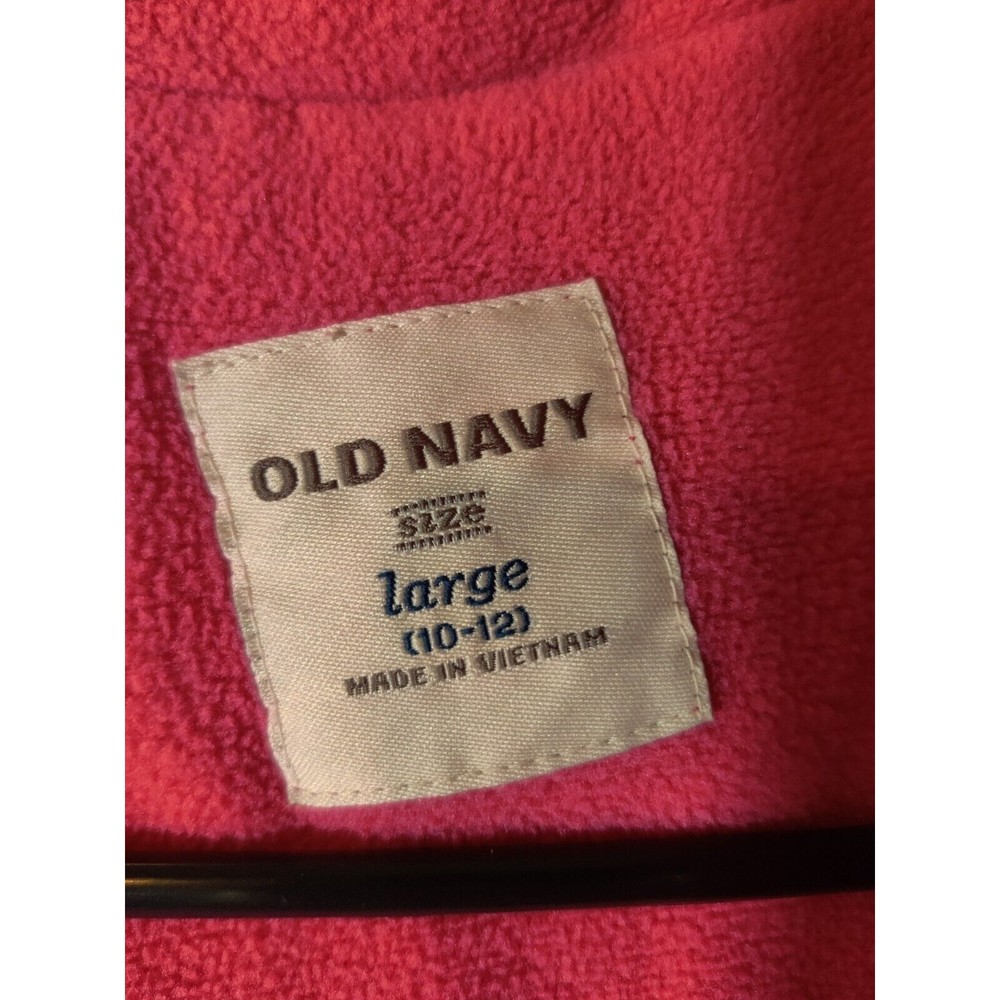 OLD NAVY
size
large
(10-12)
MADE IN VIETNAM